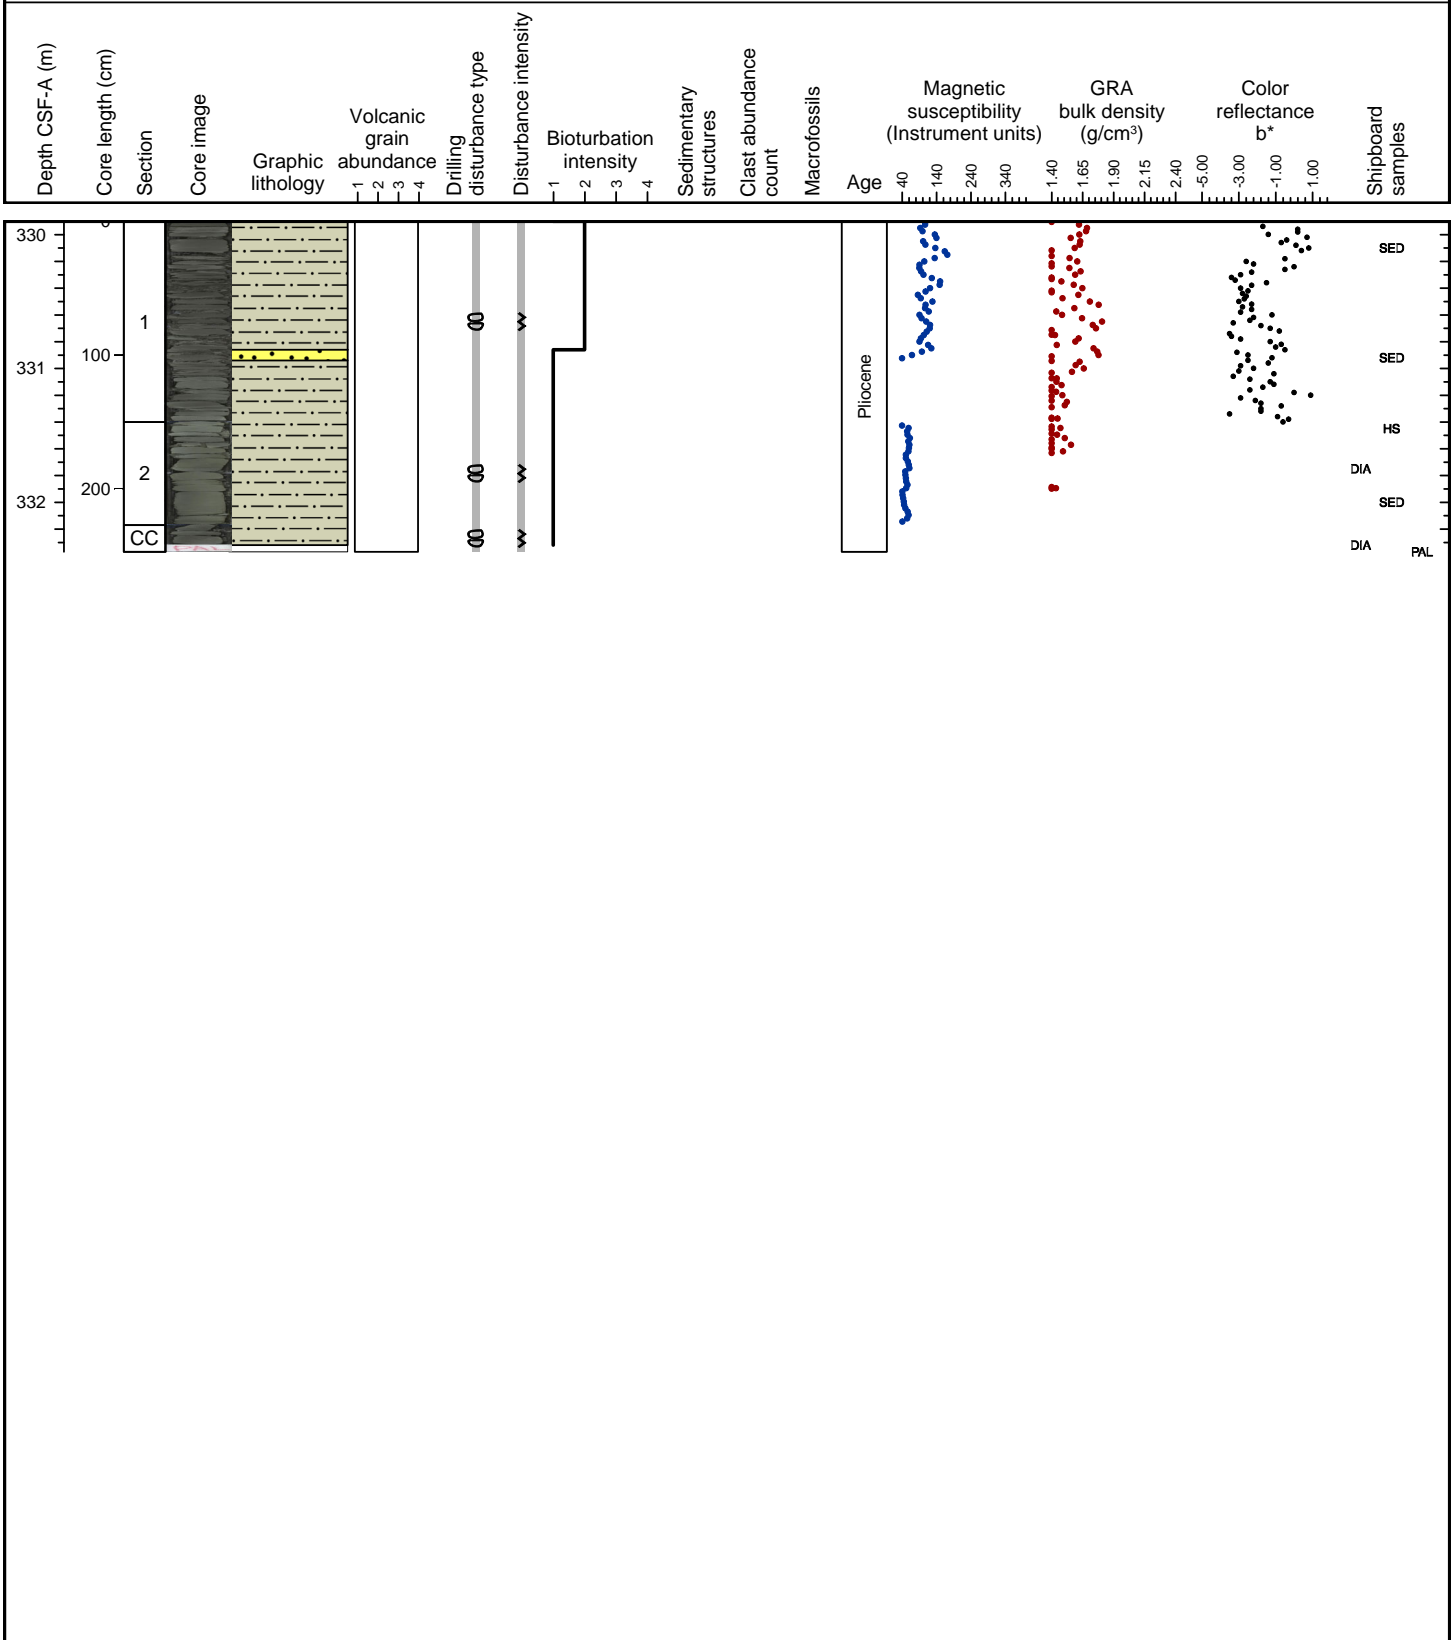 Depth CSF-A (m)
Core length (cm)
Section
Core image
Graphic
lithology
Volcanic
grain
abundance
1 2 3 4
Drilling
disturbance type
Disturbance intensity
Bioturbation
intensity
1 2 3 4
Sedimentary
structures
Clast abundance
count
Macrofossils
Age
Magnetic
susceptibility
(Instrument units)
40 140 240 340
GRA
bulk density
(g/cm³)
1.40 1.65 1.90 2.15 2.40
Color
reflectance
b*
-5.00 -3.00 -1.00 1.00
Shipboard
samples
0
330
SED
1
100
331
SED
Pliocene
HS
2
DIA
200
332
SED
CC
DIA
PAL